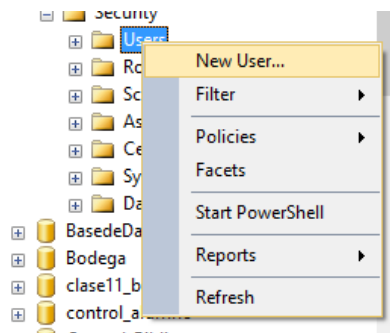 Security
Users
New User...
Ro
Filter
Sc
As
Policies
Ce
Facets
Sy
Da
Start PowerShell
BasedeDa
Bodega
Reports
clase11_b
Refresh